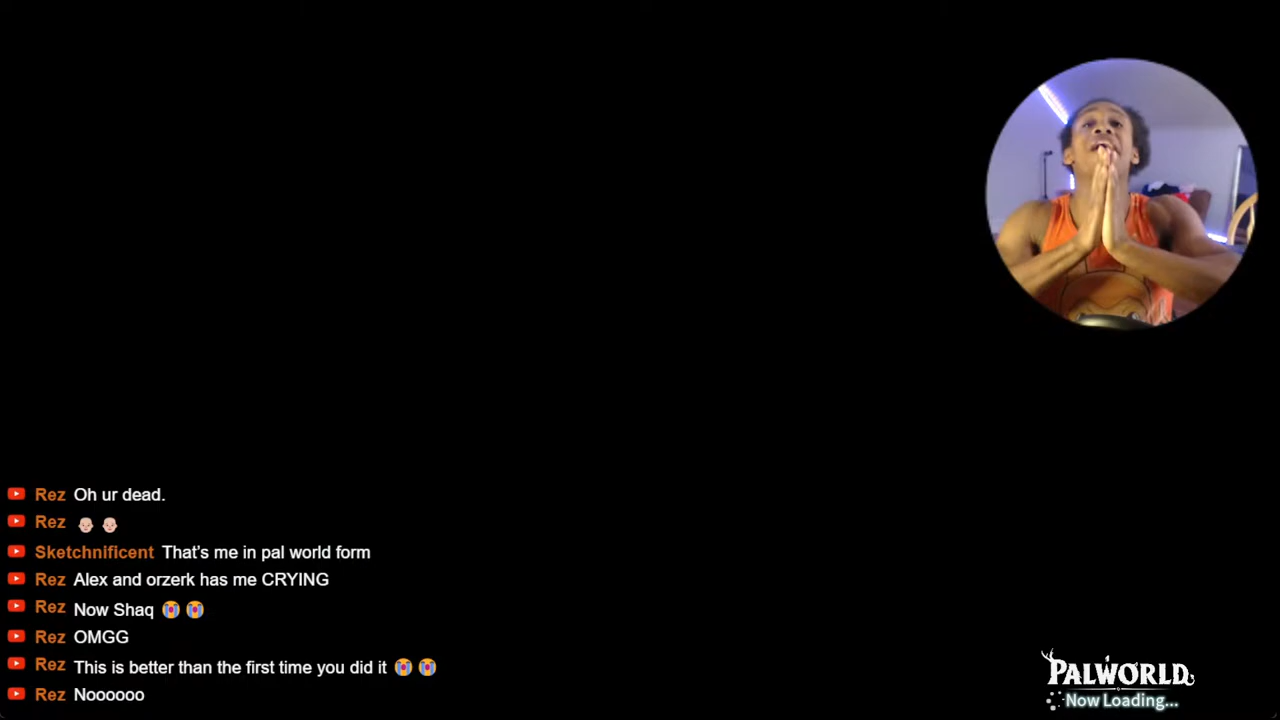 Rez Oh ur dead.
Rez 👴🏻 👴🏻
Sketchnificent That's me in pal world form
Rez Alex and orzerk has me CRYING
Rez Now Shaq 😭 😭
Rez OMGG
Rez This is better than the first time you did it 😭 😭
Rez Noooooo
PALWORLD
Now Loading...